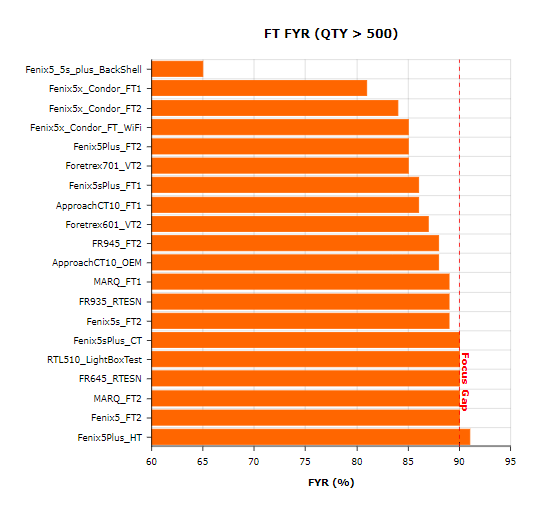 FT FYR (QTY > 500)
Fenix5_5s_plus_BackShell
Fenix5x_Condor_FT1
Fenix5x_Condor_FT2
Fenix5x_Condor_FT_WiFi
Fenix5Plus_FT2
Foretrex701_VT2
Fenix5sPlus_FT1
ApproachCT10_FT1
Foretrex601_VT2
FR945_FT2
ApproachCT10_OEM
MARQ_FT1
FR935_RTESN
Fenix5s_FT2
Fenix5sPlus_CT
RTL510_LightBoxTest
FR645_RTESN
MARQ_FT2
Fenix5_FT2
Fenix5Plus_HT
Focus Gap
60 65 70 75 80 85 90 95
FYR (%)